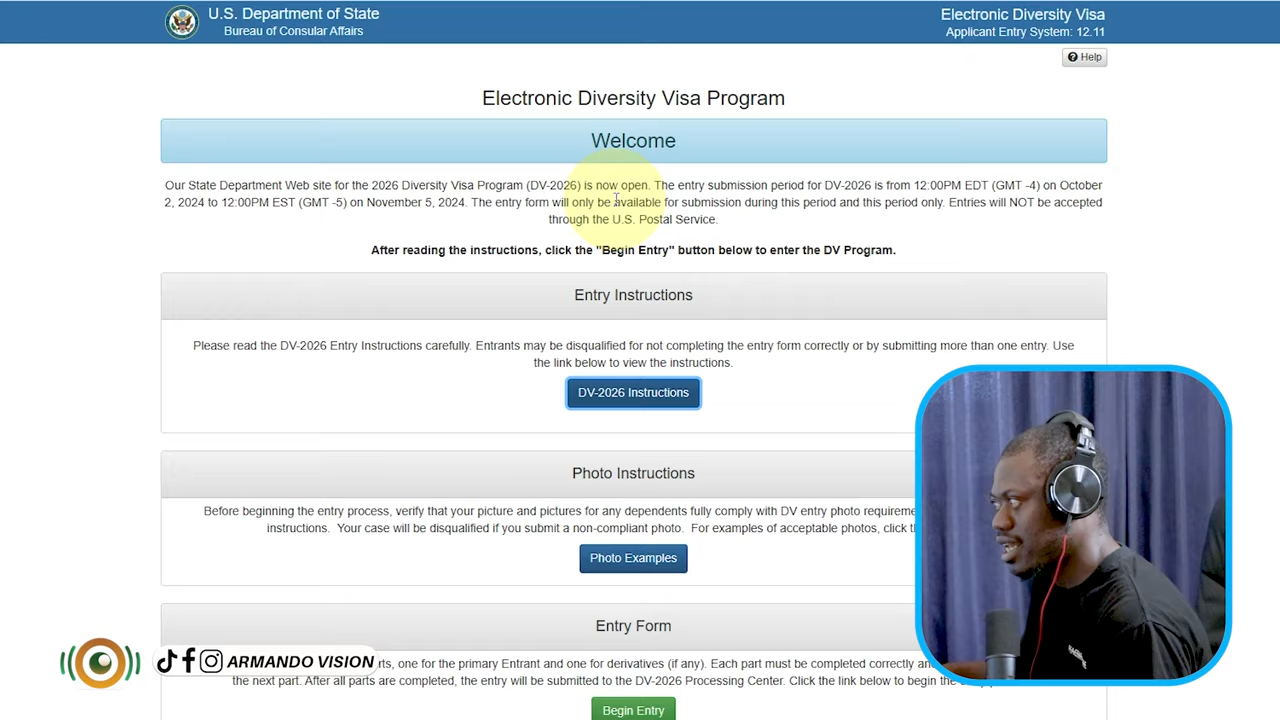 U.S. Department of State
Bureau of Consular Affairs
Electronic Diversity Visa
Applicant Entry System: 12.11
Help
Electronic Diversity Visa Program
Welcome
Our State Department Web site for the 2026 Diversity Visa Program (DV-2026) is now open. The entry submission period for DV-2026 is from 12:00PM EDT (GMT -4) on October
2, 2024 to 12:00PM EST (GMT -5) on November 5, 2024. The entry form will only be available for submission during this period and this period only. Entries will NOT be accepted
through the U.S. Postal Service.
After reading the instructions, click the "Begin Entry" button below to enter the DV Program.
Entry Instructions
Please read the DV-2026 Entry Instructions carefully. Entrants may be disqualified for not completing the entry form correctly or by submitting more than one entry. Use
the link below to view the instructions.
DV-2026 Instructions
Photo Instructions
Before beginning the entry process, verify that your picture and pictures for any dependents fully comply with DV entry photo
instructions. Your case will be disqualified if you submit a non-compliant photo. For examples of acceptable photos, click
Photo Examples
Entry Form
ARMANDO VISION
one for the primary Entrant and one for derivatives (if any). Each part must be completed correctly
the next part. After all parts are completed, the entry will be submitted to the DV-2026 Processing Center. Click the link below to begin the
Begin Entry